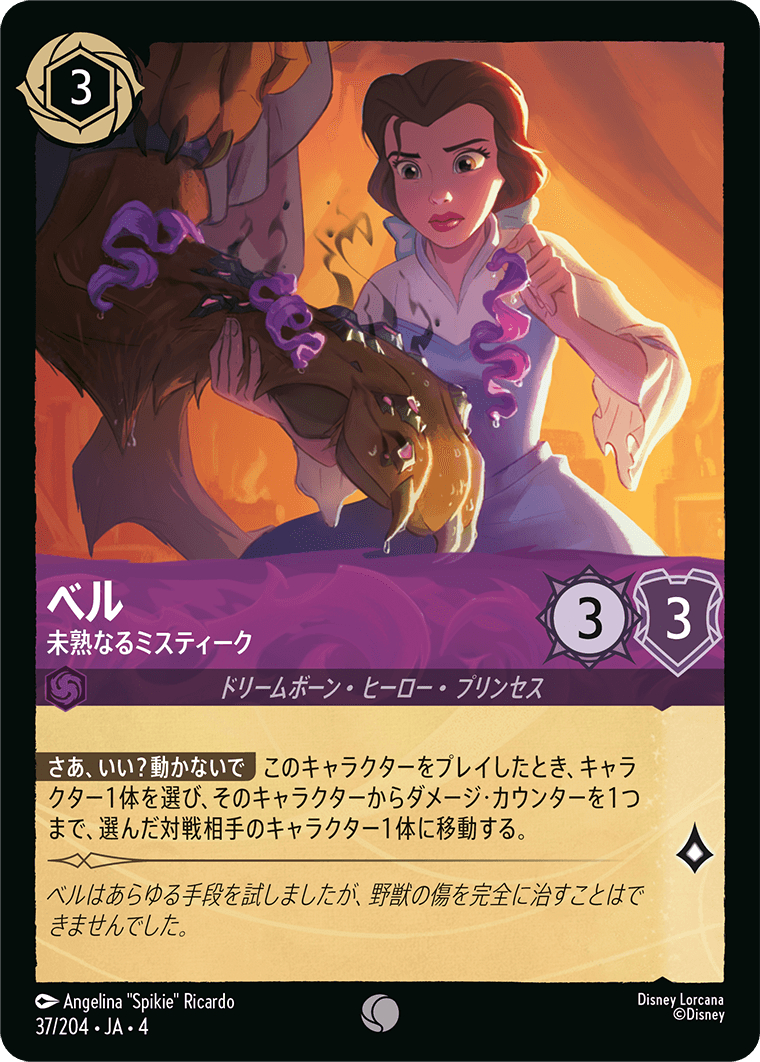 3
ベル
未熟なるミスティーク
3
3
ドリームボーン・ヒーロー・プリンセス
さあ、いい？動かないで このキャラクターをプレイしたとき、キャラ
クター1体を選び、そのキャラクターからダメージ・カウンターを1つ
まで、選んだ対戦相手のキャラクター1体に移動する。
ベルはあらゆる手段を試しましたが、野獣の傷を完全に治すことはで
きませんでした。
Angelina "Spikie" Ricardo
37/204・JA・4
Disney Lorcana
©Disney